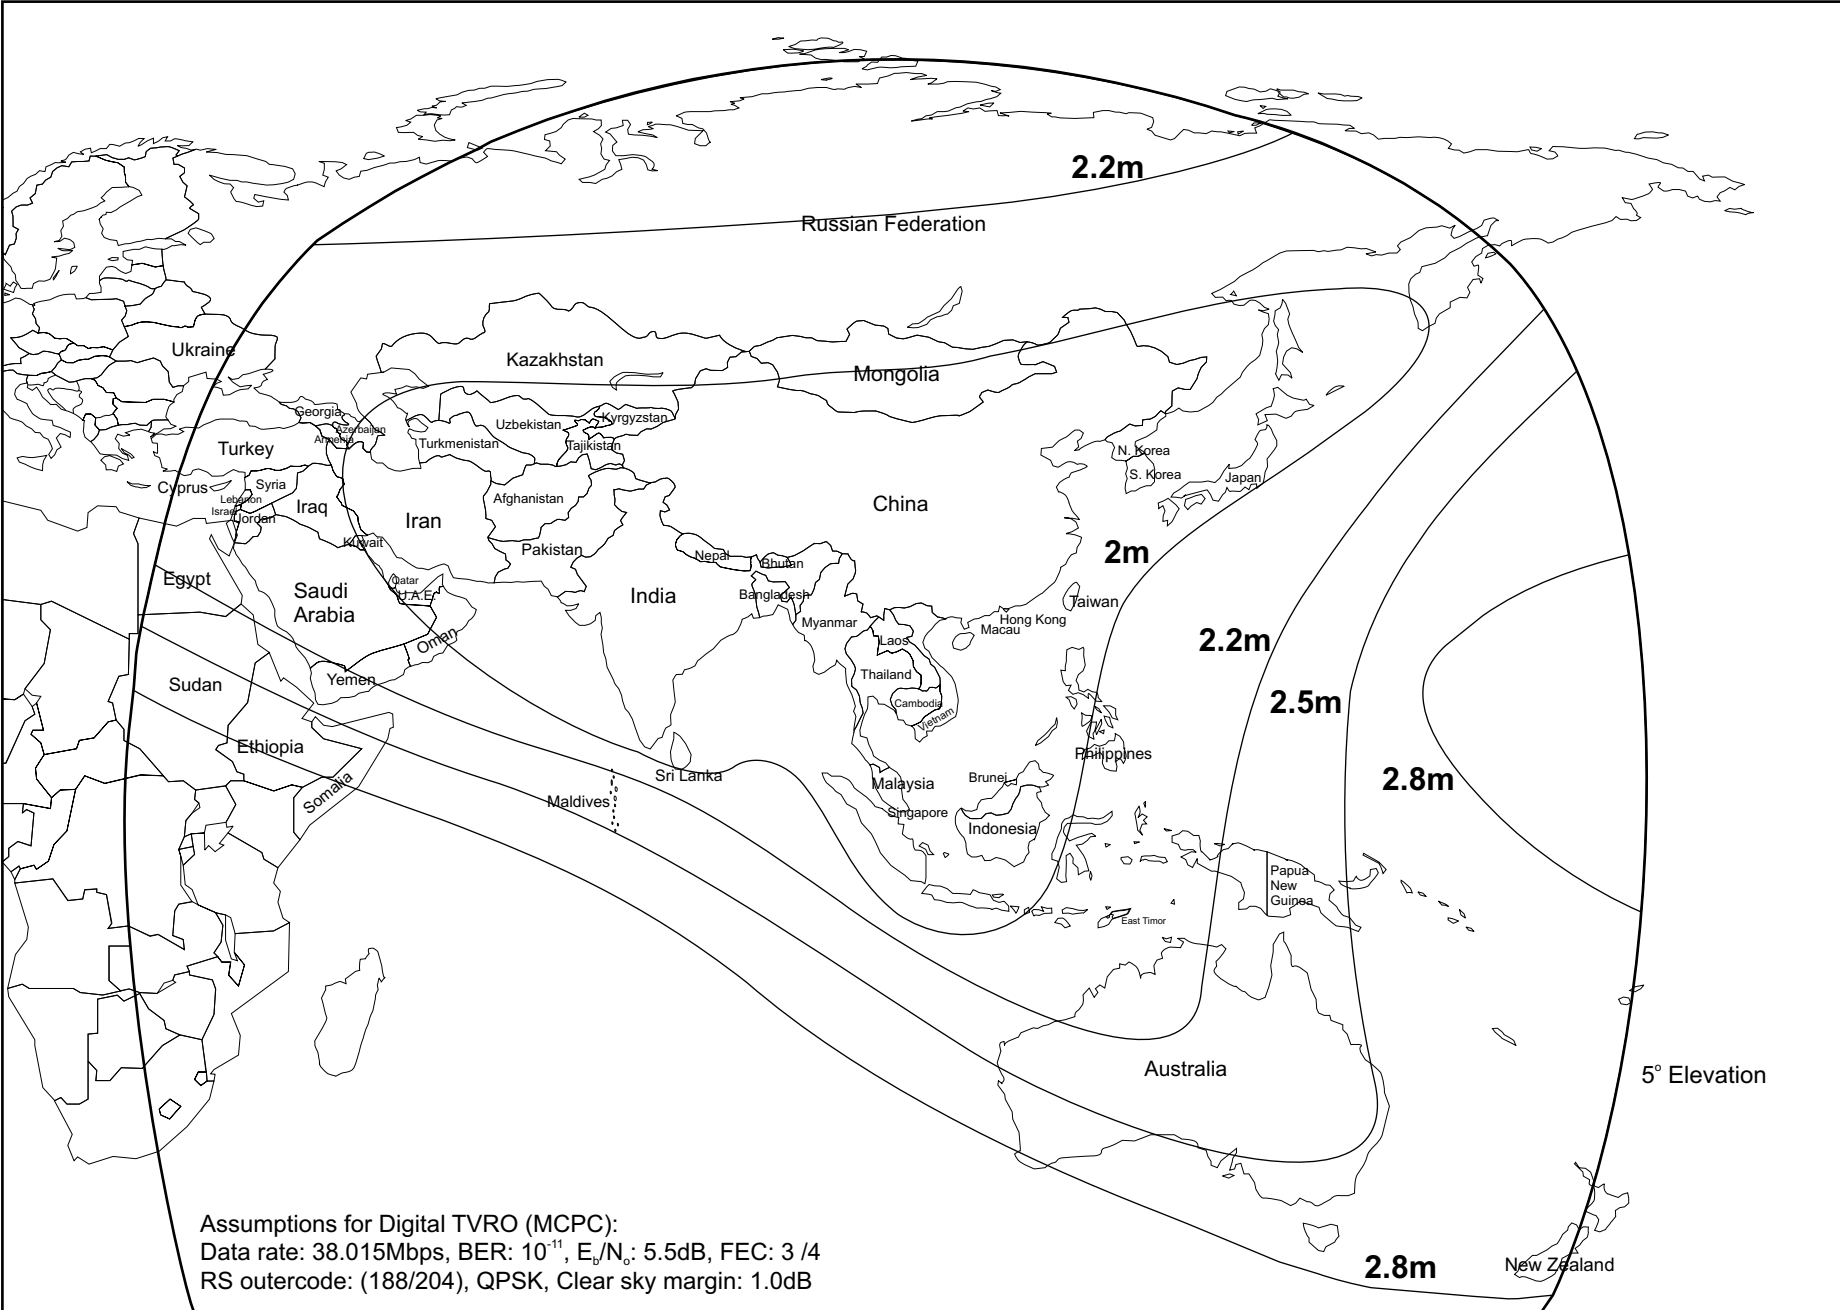 2.2m
Russian Federation
Ukraine
Kazakhstan
Mongolia
Georgia
Azerbaijan
Armenia
Uzbekistan
Kyrgyzstan
Turkey
Turkmenistan
Tajikistan
N. Korea
S. Korea
Japan
Cyprus
Syria
Lebanon
Israel
Jordan
Iraq
Iran
Afghanistan
China
Kuwait
Pakistan
Nepal
Bhutan
2m
Egypt
Saudi
Arabia
Qatar
U.A.E.
India
Bangladesh
Taiwan
Hong Kong
Macau
Myanmar
Oman
Laos
2.2m
Sudan
Yemen
Thailand
Cambodia
Vietnam
2.5m
Ethiopia
Philippines
Somalia
Sri Lanka
Maldives
Malaysia
Brunei
2.8m
Singapore
Indonesia
Papua
New
Guinea
East Timor
Australia
5° Elevation
Assumptions for Digital TVRO (MCPC):
Data rate: 38.015Mbps, BER: 10⁻¹¹, E_b/N_o: 5.5dB, FEC: 3 /4
RS outercode: (188/204), QPSK, Clear sky margin: 1.0dB
2.8m
New Zealand